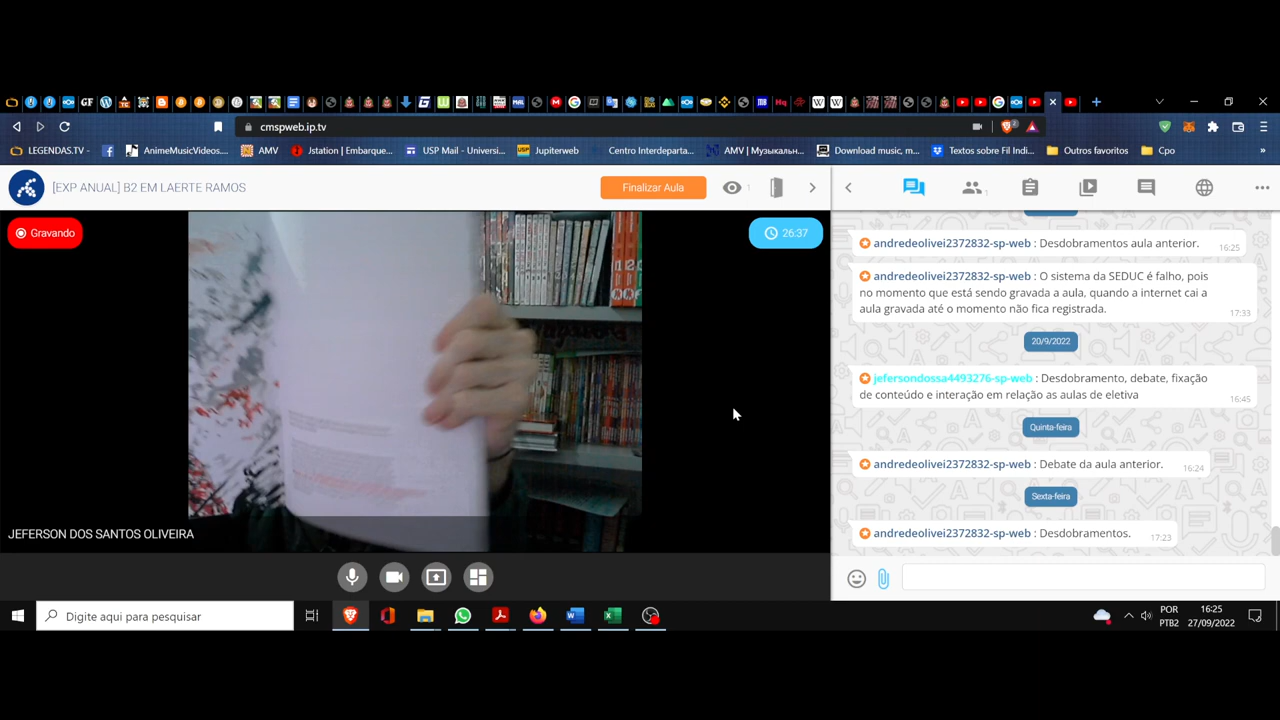 cmspweb.ip.tv
2
LEGENDAS.TV -
AnimeMusicVideos....
AMV
Jstation | Embarque...
USP Mail - Universi...
Jupiterweb
Centro Interdeparta...
AMV | Музыкальн...
Download music, m...
Textos sobre Fil Indi...
Outros favoritos
Cpo
»
[EXP ANUAL] B2 EM LAERTE RAMOS
Finalizar Aula
1
1
Gravando
26:37
JEFERSON DOS SANTOS OLIVEIRA
andredeolivei2372832-sp-web : Desdobramentos aula anterior.
16:25
andredeolivei2372832-sp-web : O sistema da SEDUC é falho, pois
no momento que está sendo gravada a aula, quando a internet cai a
aula gravada até o momento não fica registrada.
17:33
20/9/2022
jefersondossa4493276-sp-web : Desdobramento, debate, fixação
de conteúdo e interação em relação as aulas de eletiva
16:45
Quinta-feira
andredeolivei2372832-sp-web : Debate da aula anterior.
16:24
Sexta-feira
andredeolivei2372832-sp-web : Desdobramentos.
17:23
Digite aqui para pesquisar
POR
PTB2
16:25
27/09/2022